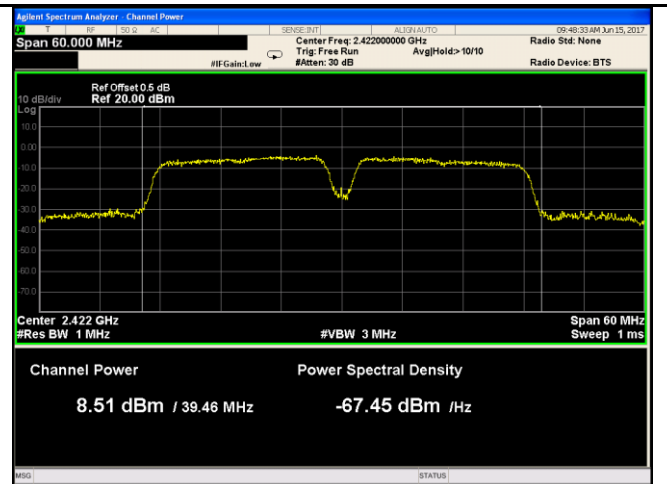 Agilent Spectrum Analyzer - Channel Power
T RF 50 Ω AC SENSE:INT ALIGN AUTO 09:48:33 AM Jun 15, 2017
Span 60.000 MHz
Center Freq: 2.422000000 GHz Radio Std: None
Trig: Free Run Avg|Hold:> 10/10
#IFGain:Low #Atten: 30 dB Radio Device: BTS
Ref Offset 0.5 dB
10 dB/div Ref 20.00 dBm
Log
10.0
0.00
-10.0
-20.0
-30.0
-40.0
-50.0
-60.0
-70.0
Center 2.422 GHz Span 60 MHz
#Res BW 1 MHz #VBW 3 MHz Sweep 1 ms
Channel Power Power Spectral Density
8.51 dBm / 39.46 MHz -67.45 dBm /Hz
MSG STATUS